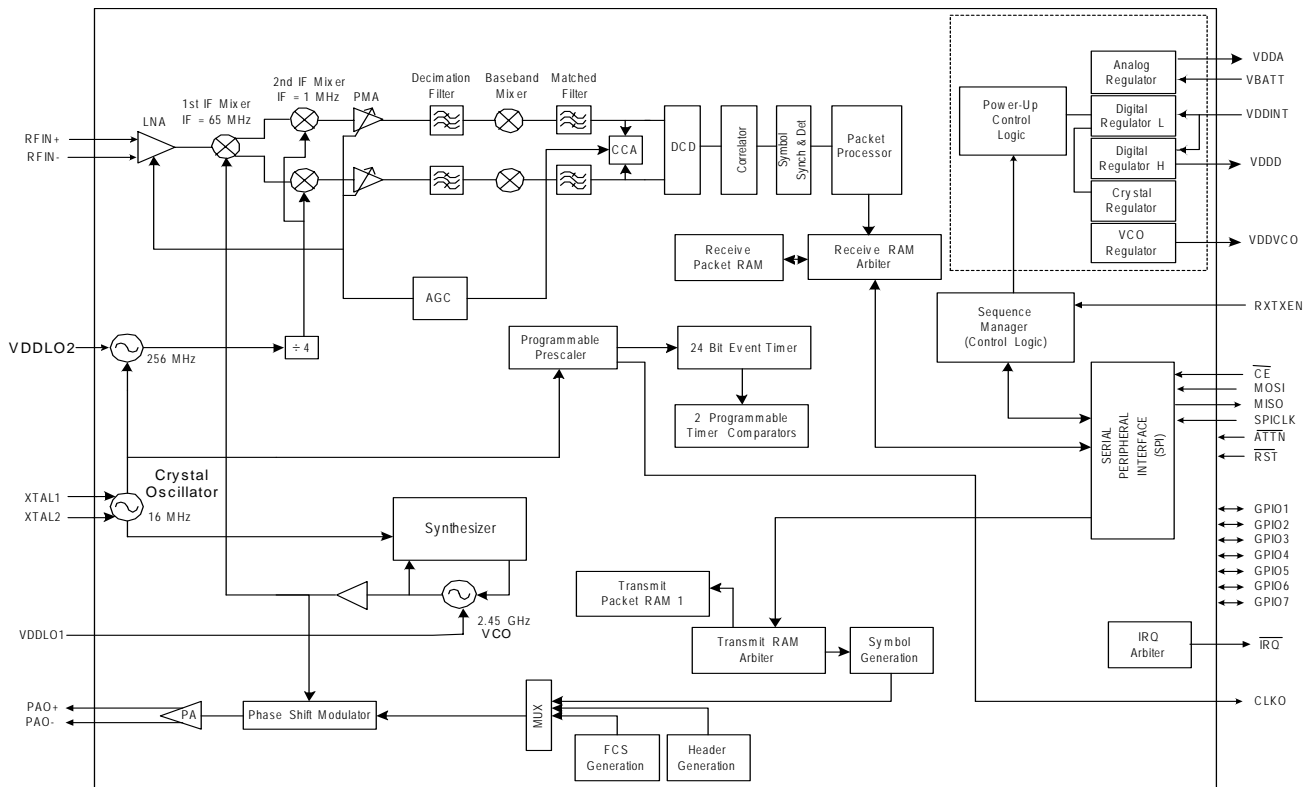 RFIN+
RFIN-
LNA
1st IF Mixer
IF = 65 MHz
2nd IF Mixer
IF = 1 MHz
PMA
Decimation
Filter
Baseband
Mixer
Matched
Filter
CCA
DCD
Correlator
Symbol
Synch & Det
Packet
Processor
Receive
Packet RAM
Receive RAM
Arbiter
AGC
Power-Up
Control
Logic
Analog
Regulator
Digital
Regulator L
Digital
Regulator H
Crystal
Regulator
VCO
Regulator
VDDA
VBATT
VDDINT
VDDD
VDDVCO
Sequence
Manager
(Control Logic)
RXTXEN
VDDLO2
256 MHz
÷ 4
Programmable
Prescaler
24 Bit Event Timer
2 Programmable
Timer Comparators
SERIAL
PERIPHERAL
INTERFACE
(SPI)
CE
MOSI
MISO
SPICLK
ATTN
RST
XTAL1
XTAL2
Crystal
Oscillator
16 MHz
Synthesizer
2.45 GHz
VCO
VDDLO1
GPIO1
GPIO2
GPIO3
GPIO4
GPIO5
GPIO6
GPIO7
Transmit
Packet RAM 1
Transmit RAM
Arbiter
Symbol
Generation
IRQ
Arbiter
IRQ
CLKO
PAO+
PAO-
PA
Phase Shift Modulator
MUX
FCS
Generation
Header
Generation